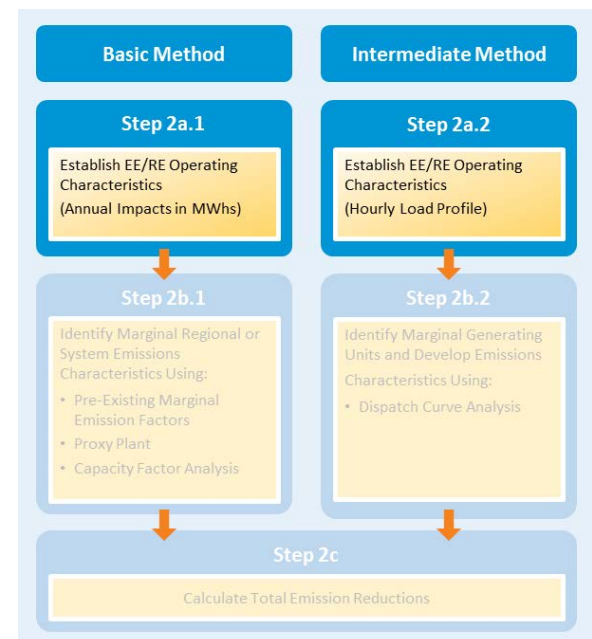 Basic Method
Intermediate Method
Step 2a.1
Establish EE/RE Operating
Characteristics
(Annual Impacts in MWhs)
Step 2a.2
Establish EE/RE Operating
Characteristics
(Hourly Load Profile)
Step 2b.1
Identify Marginal Regional or
System Emissions
Characteristics Using:
• Pre-Existing Marginal
Emission Factors
• Proxy Plant
• Capacity Factor Analysis
Step 2b.2
Identify Marginal Generating
Units and Develop Emissions
Characteristics Using:
• Dispatch Curve Analysis
Step 2c
Calculate Total Emission Reductions